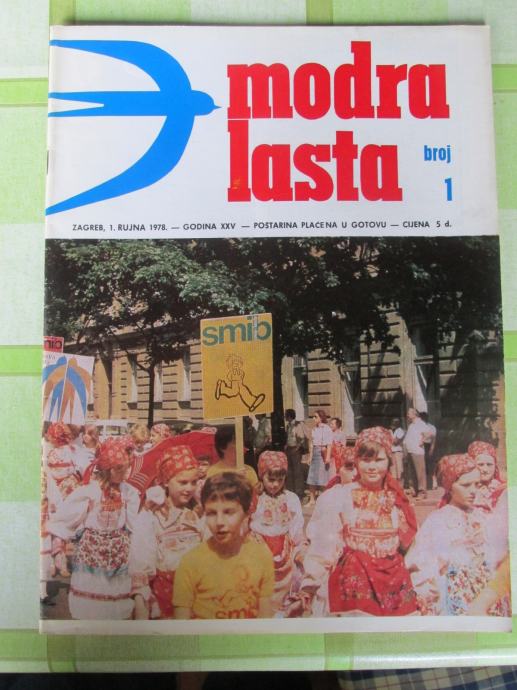 modra
lasta
broj
1
ZAGREB, 1. RUJNA 1978. — GODINA XXV — POŠTARINA PLAĆENA U GOTOVU — CIJENA 5 d.
smib
smib